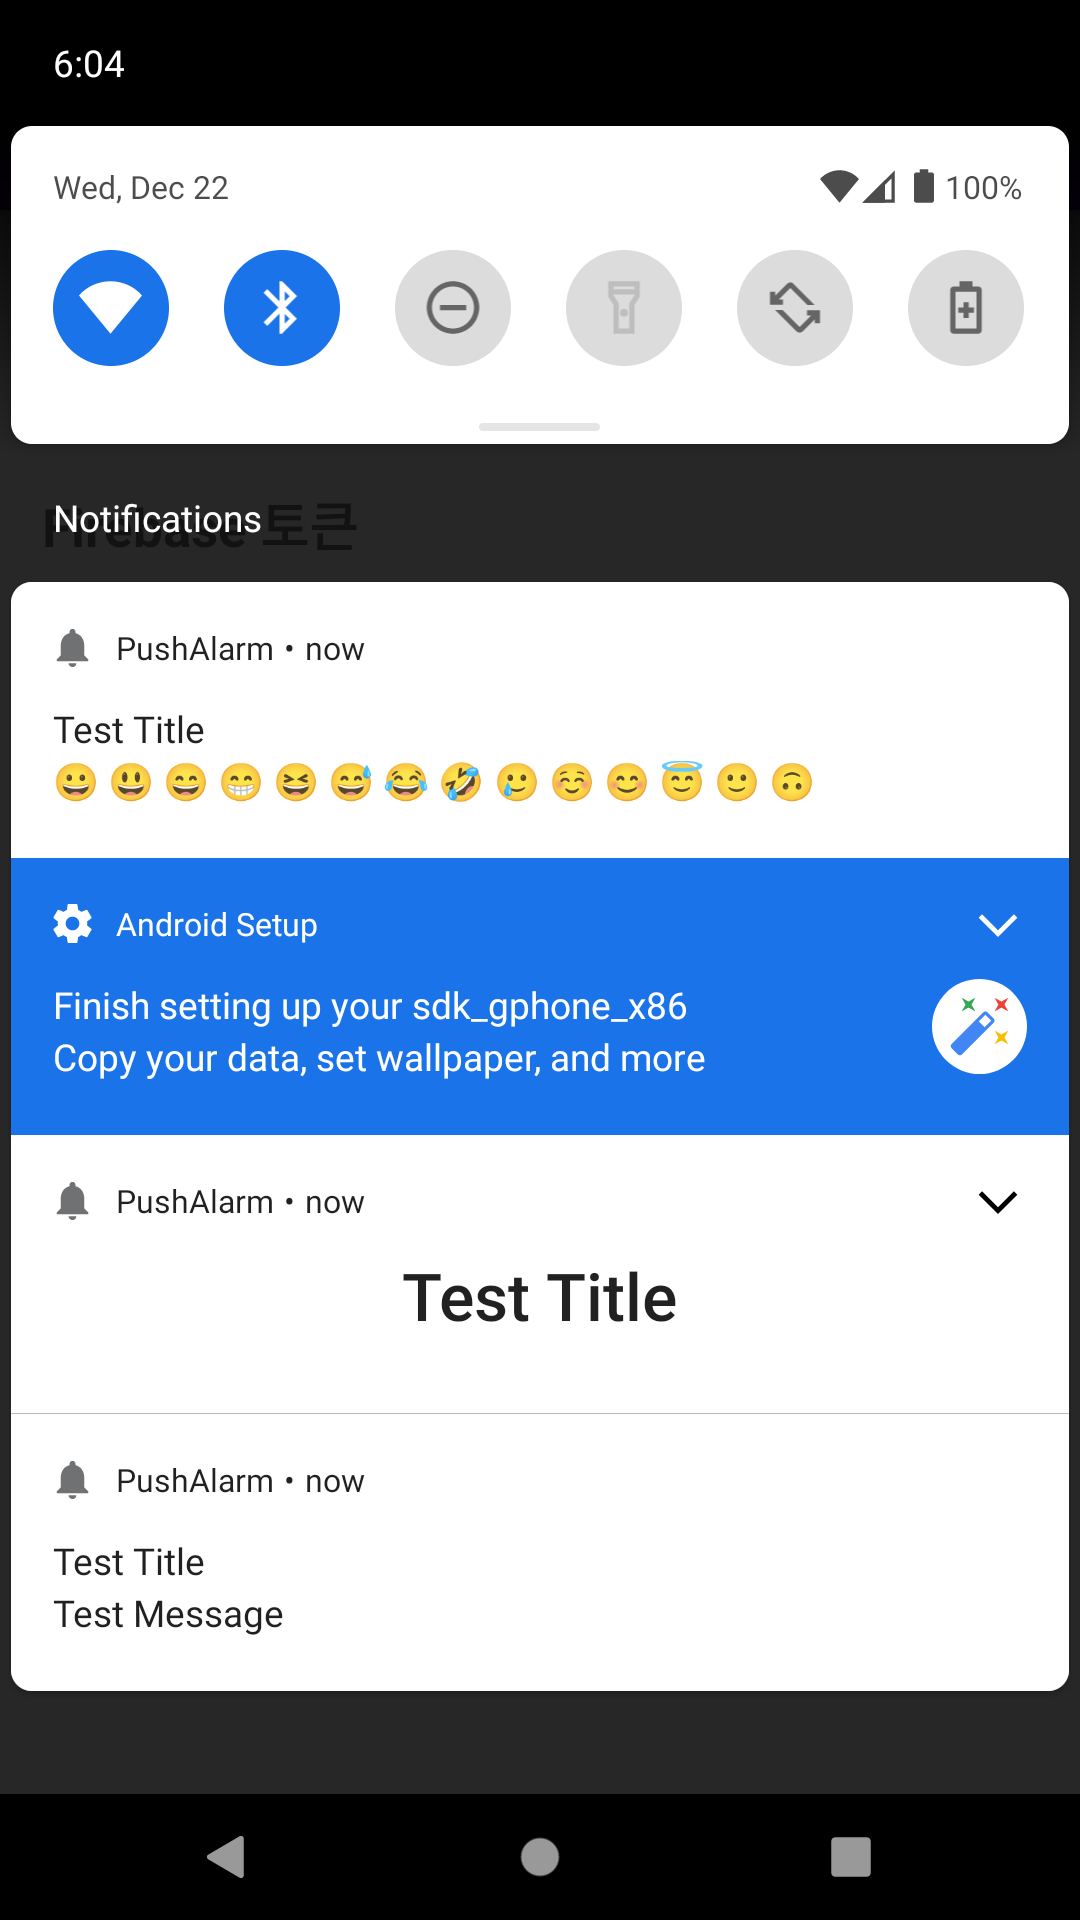 6:04
Wed, Dec 22 100%
Notifications
Firebase 토큰
PushAlarm • now
Test Title
😀 😃 😄 😁 😆 😅 😂 🤣 🥲 ☺️ 😊 😇 🙂 🙃
Android Setup
Finish setting up your sdk_gphone_x86
Copy your data, set wallpaper, and more
PushAlarm • now
Test Title
PushAlarm • now
Test Title
Test Message